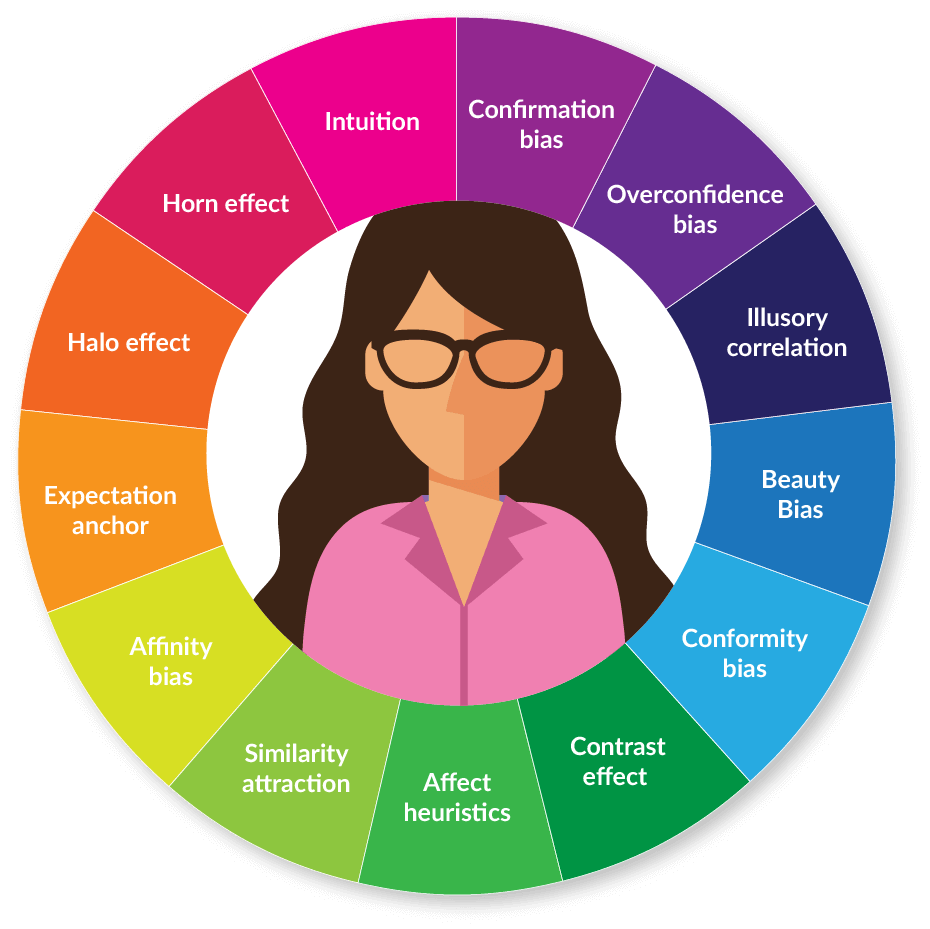 Intuition
Confirmation
bias
Overconfidence
bias
Illusory
correlation
Beauty
Bias
Conformity
bias
Contrast
effect
Affect
heuristics
Similarity
attraction
Affinity
bias
Expectation
anchor
Halo effect
Horn effect